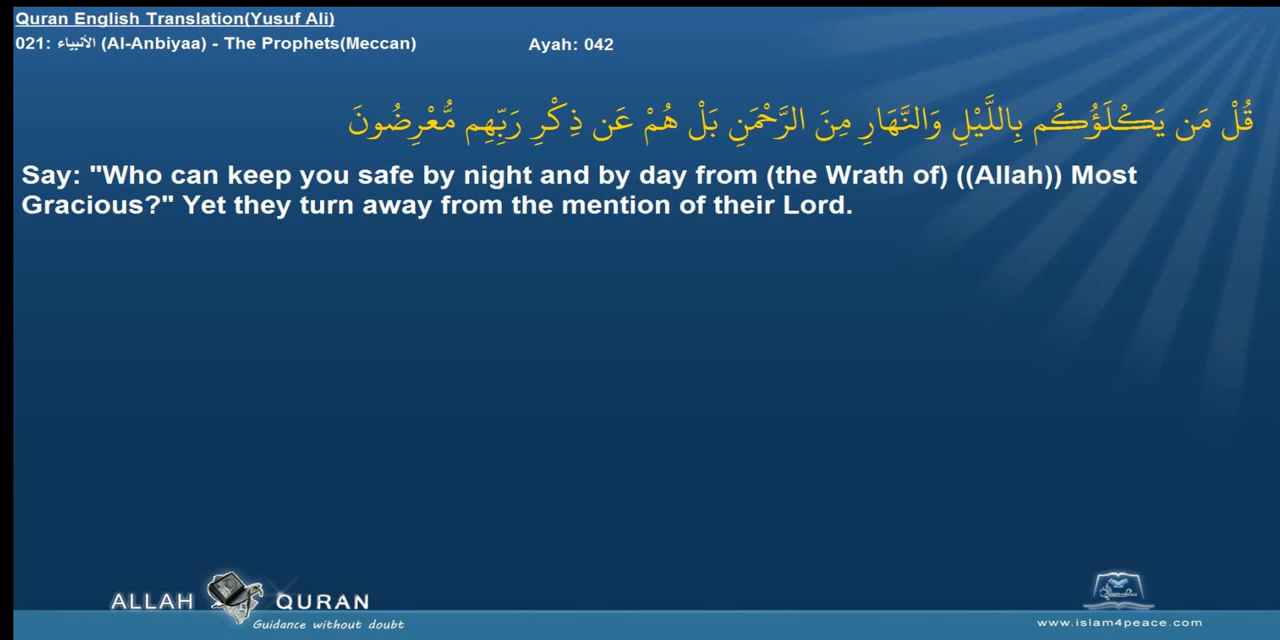 Quran English Translation(Yusuf Ali)
021: الأنبياء (Al-Anbiyaa) - The Prophets(Meccan) Ayah: 042
قُلْ مَن يَكْلَؤُكُم بِاللَّيْلِ وَالنَّهَارِ مِنَ الرَّحْمَنِ بَلْ هُمْ عَن ذِكْرِ رَبِّهِم مُّعْرِضُونَ
Say: "Who can keep you safe by night and by day from (the Wrath of) ((Allah)) Most
Gracious?" Yet they turn away from the mention of their Lord.
ALLAH QURAN
Guidance without doubt
www.islam4peace.com